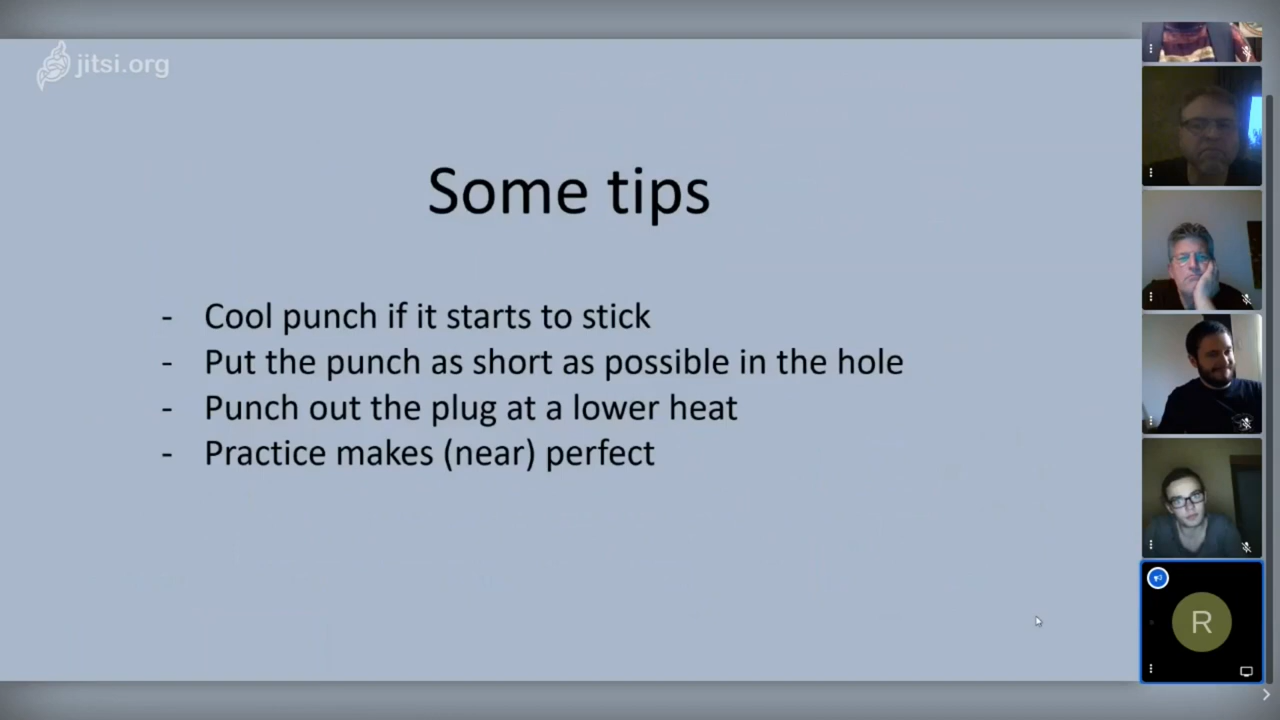 jitsi.org
Some tips
- Cool punch if it starts to stick
- Put the punch as short as possible in the hole
- Punch out the plug at a lower heat
- Practice makes (near) perfect
R